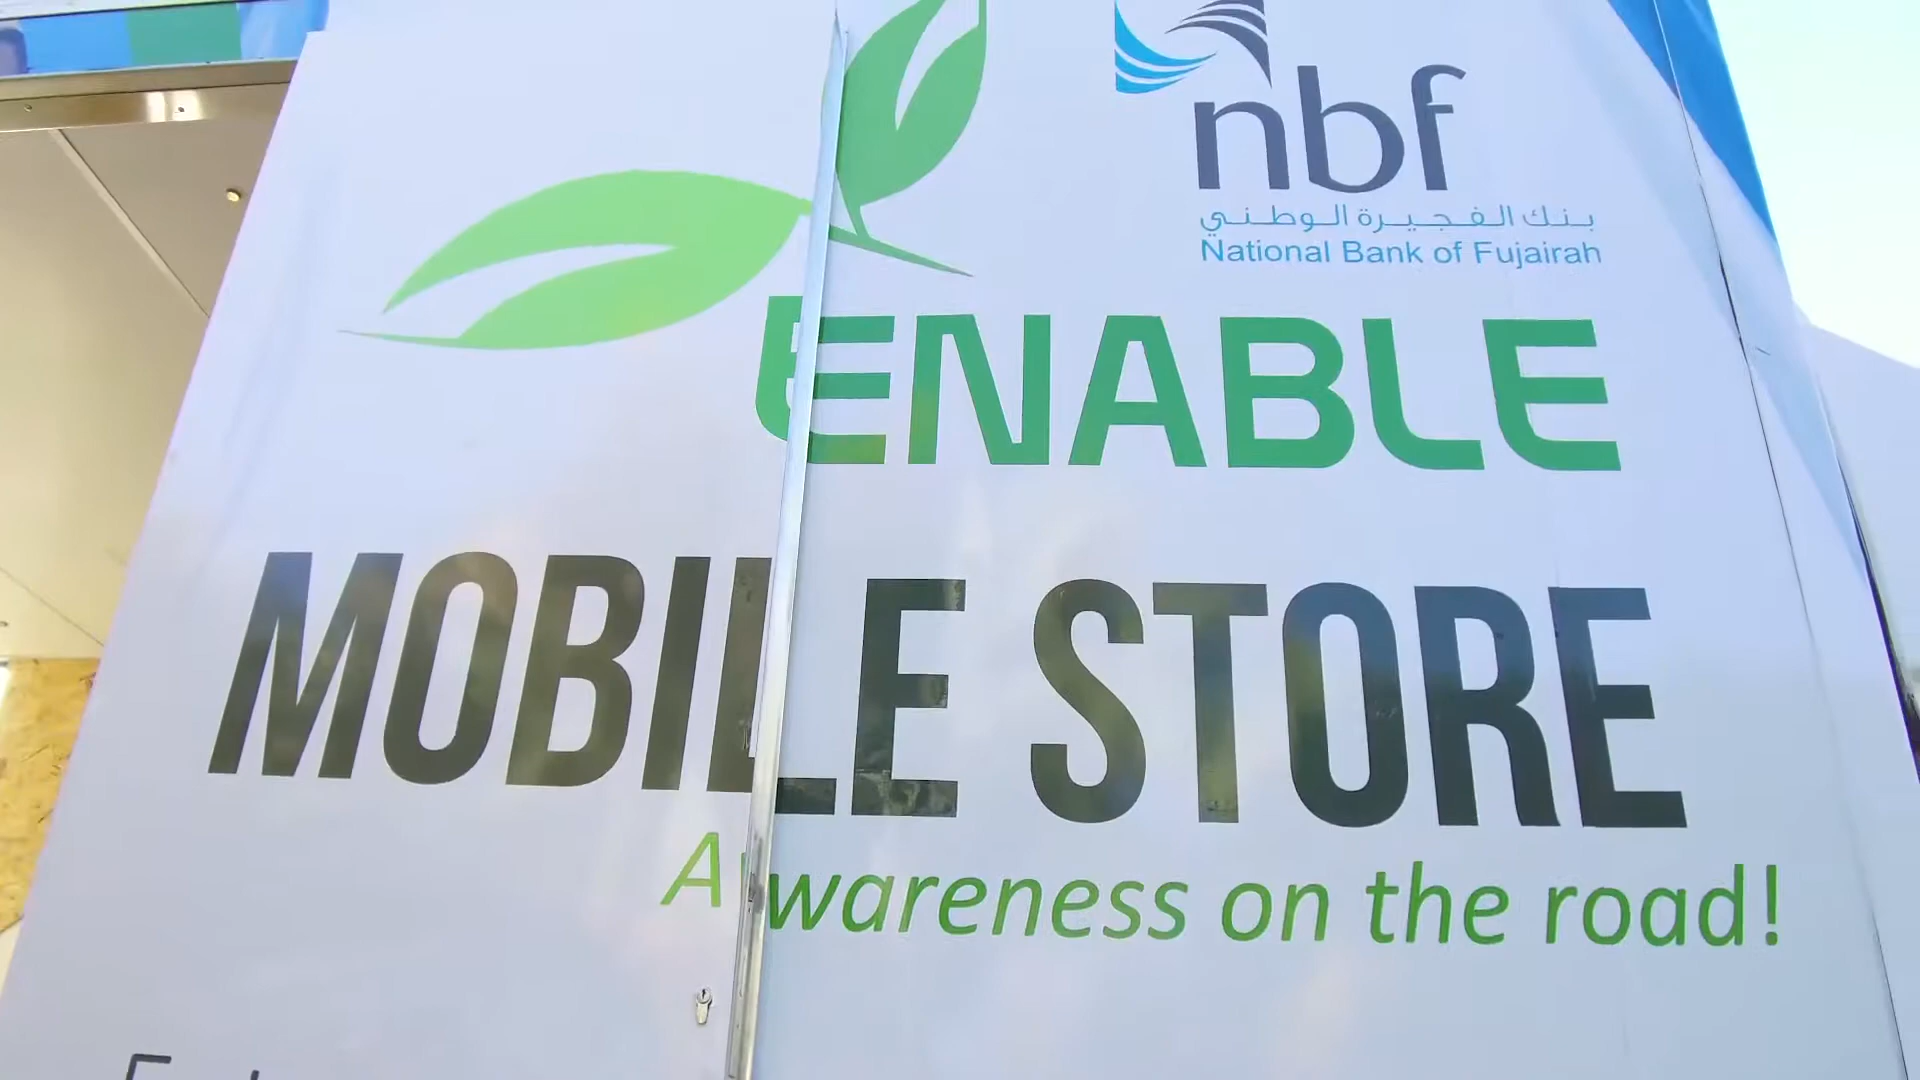 nbf
بنك الفجيرة الوطني
National Bank of Fujairah
ENABLE
MOBILE STORE
Awareness on the road!